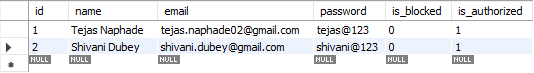 id name email password is_blocked is_authorized
1 Tejas Naphade tejas.naphade02@gmail.com tejas@123 0 1
2 Shivani Dubey shivani.dubey@gmail.com shivani@123 0 1
NULL NULL NULL NULL NULL NULL